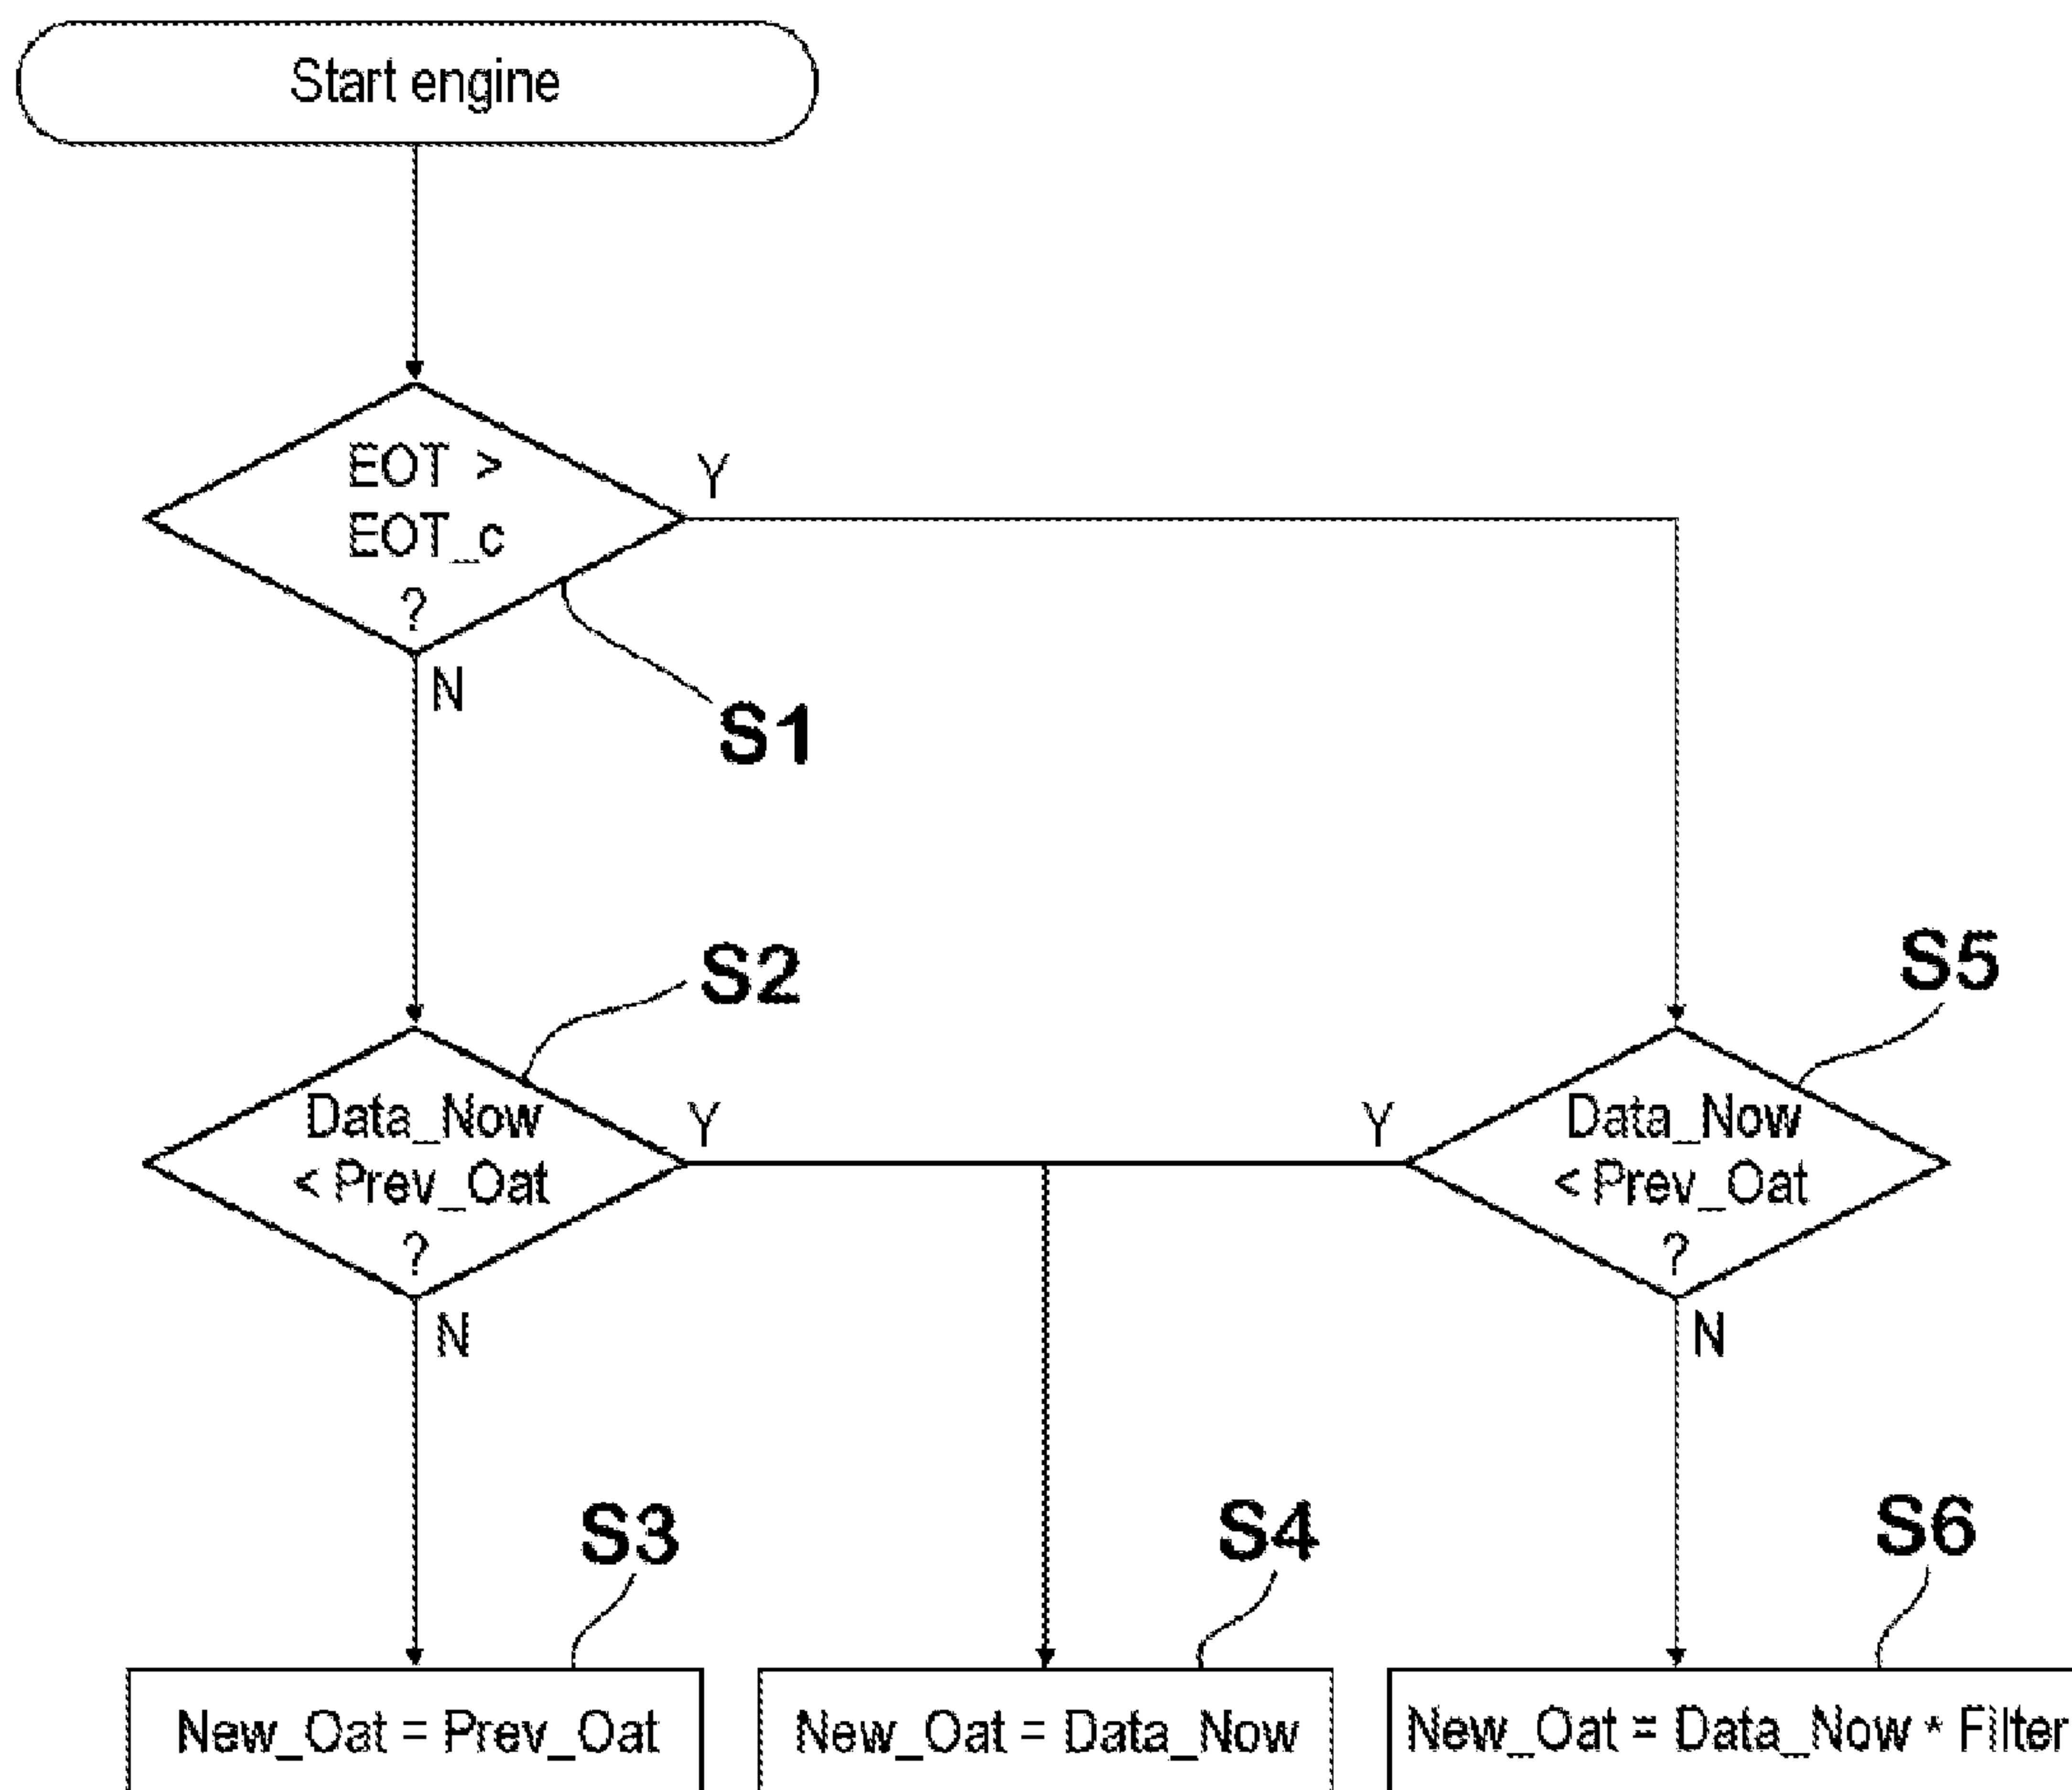 Start engine
EOT >
EOT_c
?
Y
N
S1
S2
S5
Data_Now
< Prev_Oat
?
Y
N
Y
Data_Now
< Prev_Oat
?
N
S3
S4
S6
New_Oat = Prev_Oat
New_Oat = Data_Now
New_Oat = Data_Now * Filter